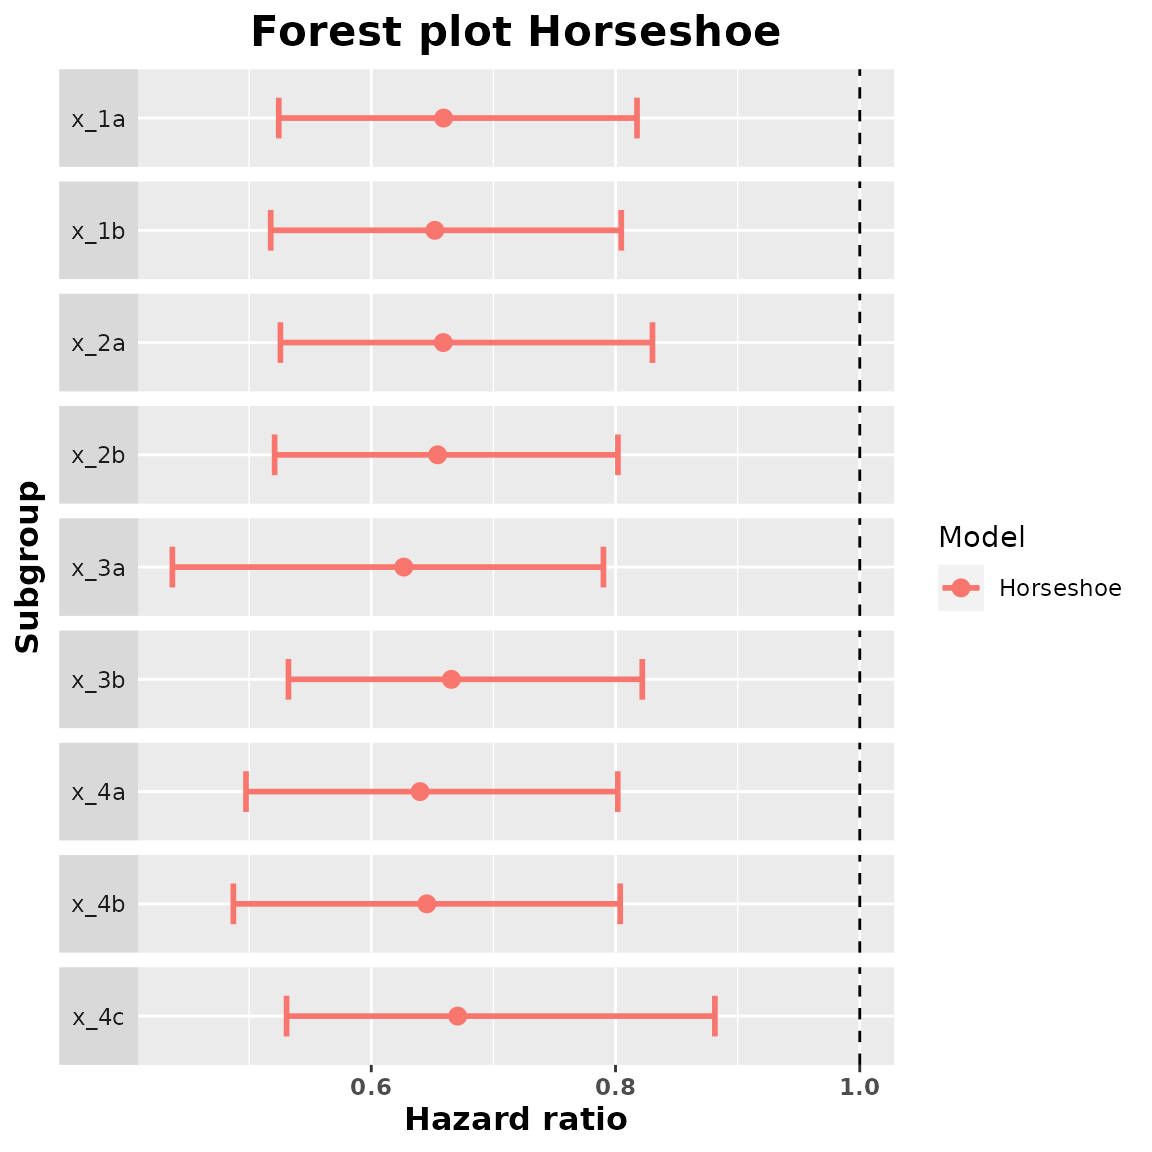 Forest plot Horseshoe
Subgroup
x_1a
x_1b
x_2a
x_2b
x_3a
x_3b
x_4a
x_4b
x_4c
0.6 0.8 1.0
Hazard ratio
Model
Horseshoe